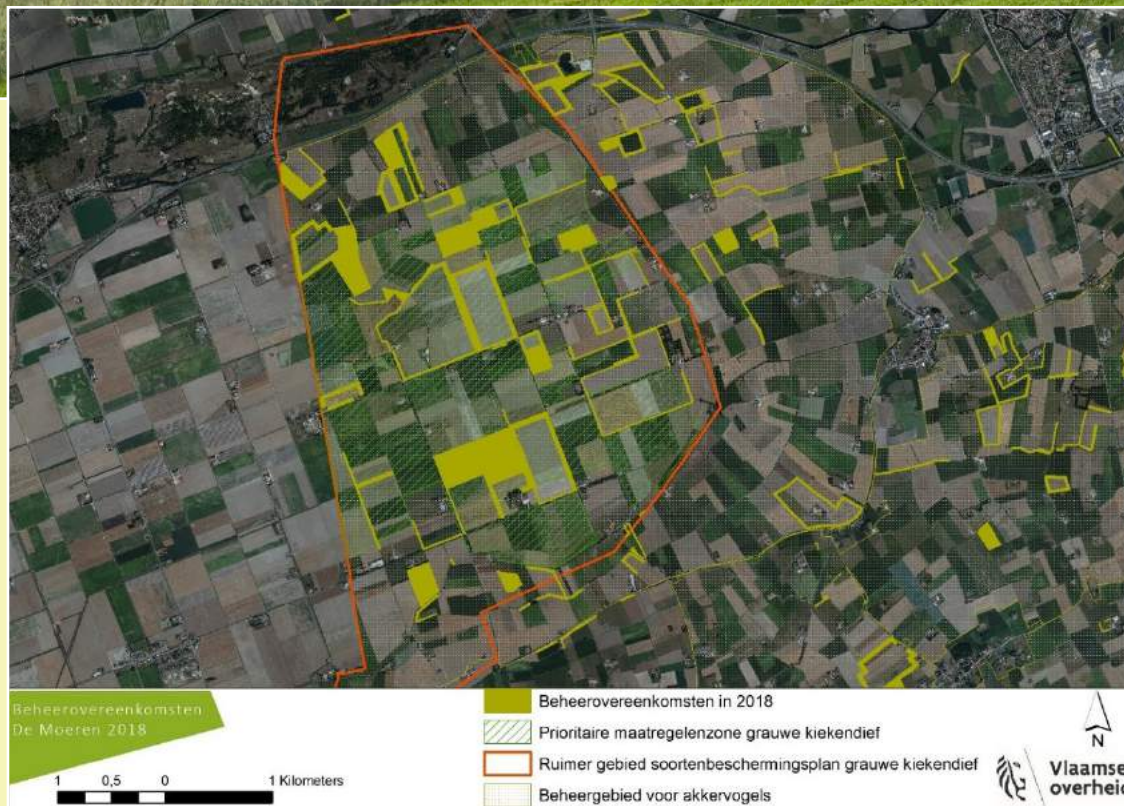 Beheerovereenkomsten
De Moeren 2018
1 0,5 0 1 Kilometers
Beheerovereenkomsten in 2018
Prioritaire maatregelenzone grauwe kiekendief
Ruimer gebied soortenbeschermingsplan grauwe kiekendief
Beheergebied voor akkervogels
N
Vlaamse
overheid